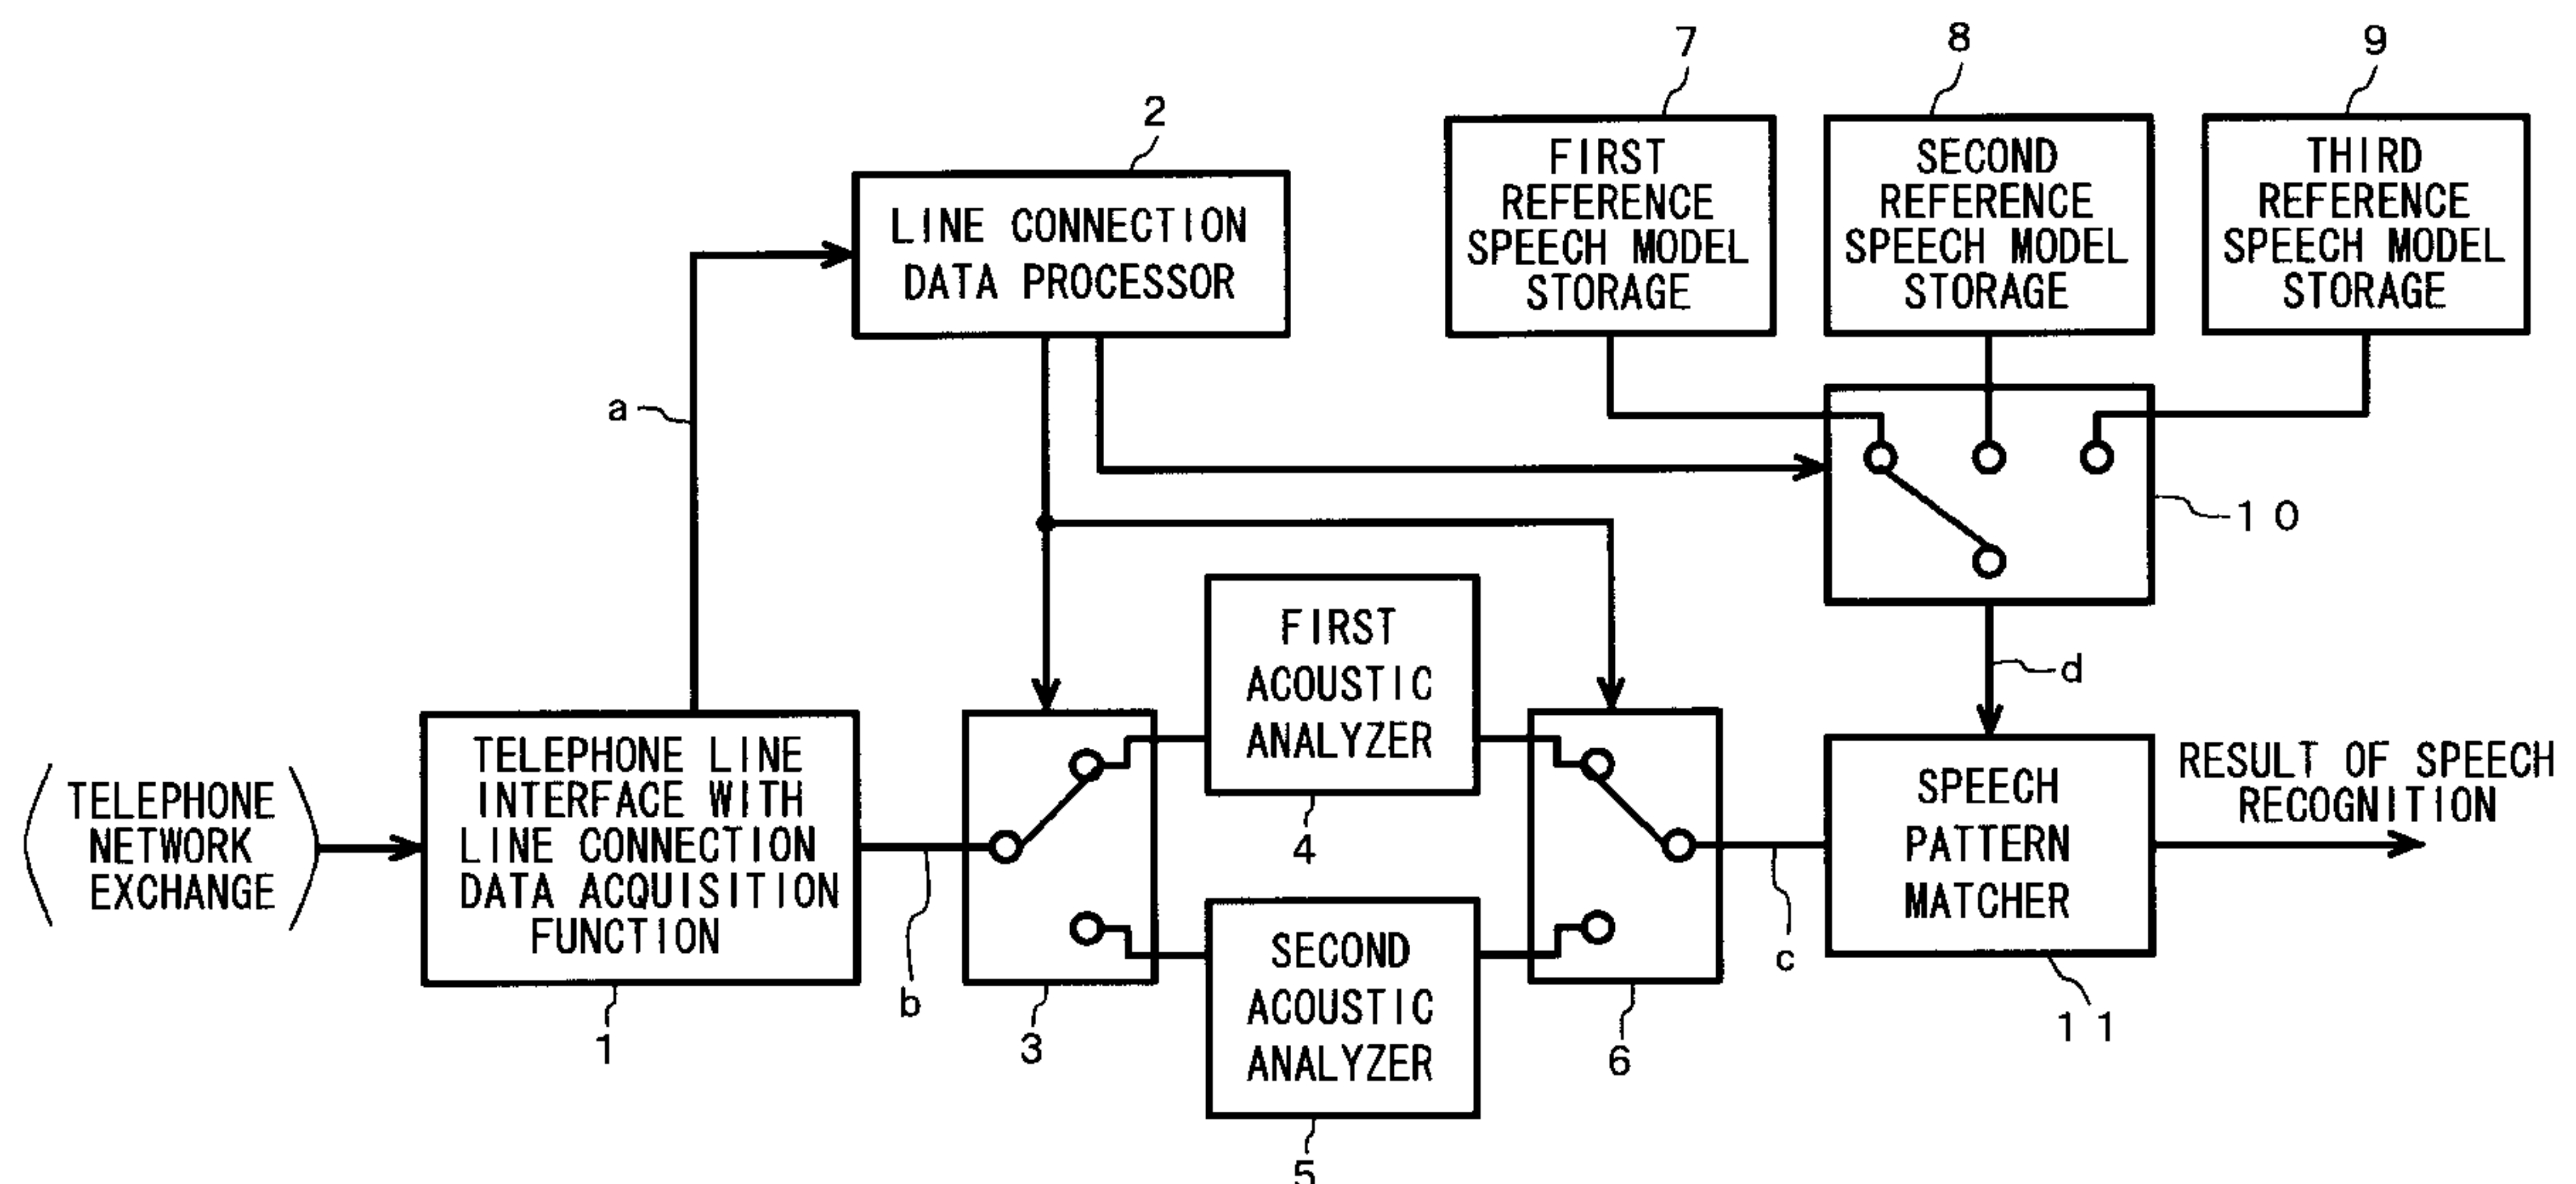 7
8
9
2
FIRST
REFERENCE
SPEECH MODEL
STORAGE
SECOND
REFERENCE
SPEECH MODEL
STORAGE
THIRD
REFERENCE
SPEECH MODEL
STORAGE
LINE CONNECTION
DATA PROCESSOR
a
10
d
FIRST
ACOUSTIC
ANALYZER
4
TELEPHONE
NETWORK
EXCHANGE
TELEPHONE LINE
INTERFACE WITH
LINE CONNECTION
DATA ACQUISITION
FUNCTION
1
b
3
SECOND
ACOUSTIC
ANALYZER
5
6
c
SPEECH
PATTERN
MATCHER
11
RESULT OF SPEECH
RECOGNITION